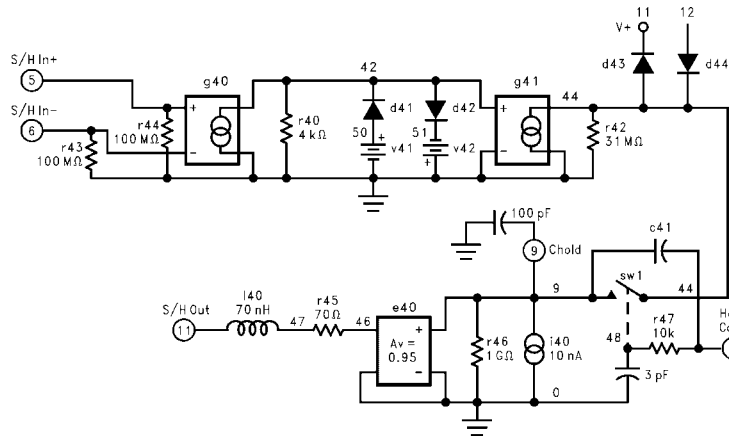 11
12
V+
S/H In+
5
g40
42
g41
44
d43
d44
S/H In-
6
r44
100 MΩ
r43
100 MΩ
r40
4 kΩ
d41
50
v41
d42
51
v42
r42
31 MΩ
100 pF
9
Chold
c41
9
sw1
44
S/H Out
11
l40
70 nH
47
r45
70Ω
46
e40
Av =
0.95
r46
1 GΩ
i40
10 nA
48
r47
10k
3 pF
0